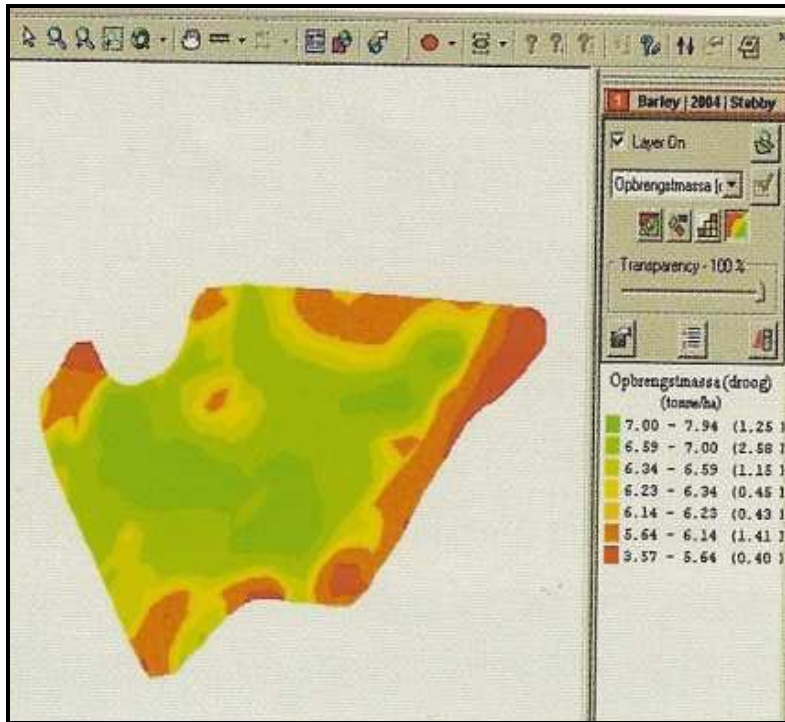 1 Barley | 2004 | Stebby
Layer On
Opbrengstmassa (c
Transparency - 100 %
Opbrengstmassa (droog)
(tonne/ha)
7.00 - 7.94 (1.25
6.59 - 7.00 (2.58
6.34 - 6.59 (1.15
6.23 - 6.34 (0.45
6.14 - 6.23 (0.43
5.64 - 6.14 (1.41
3.57 - 5.64 (0.40